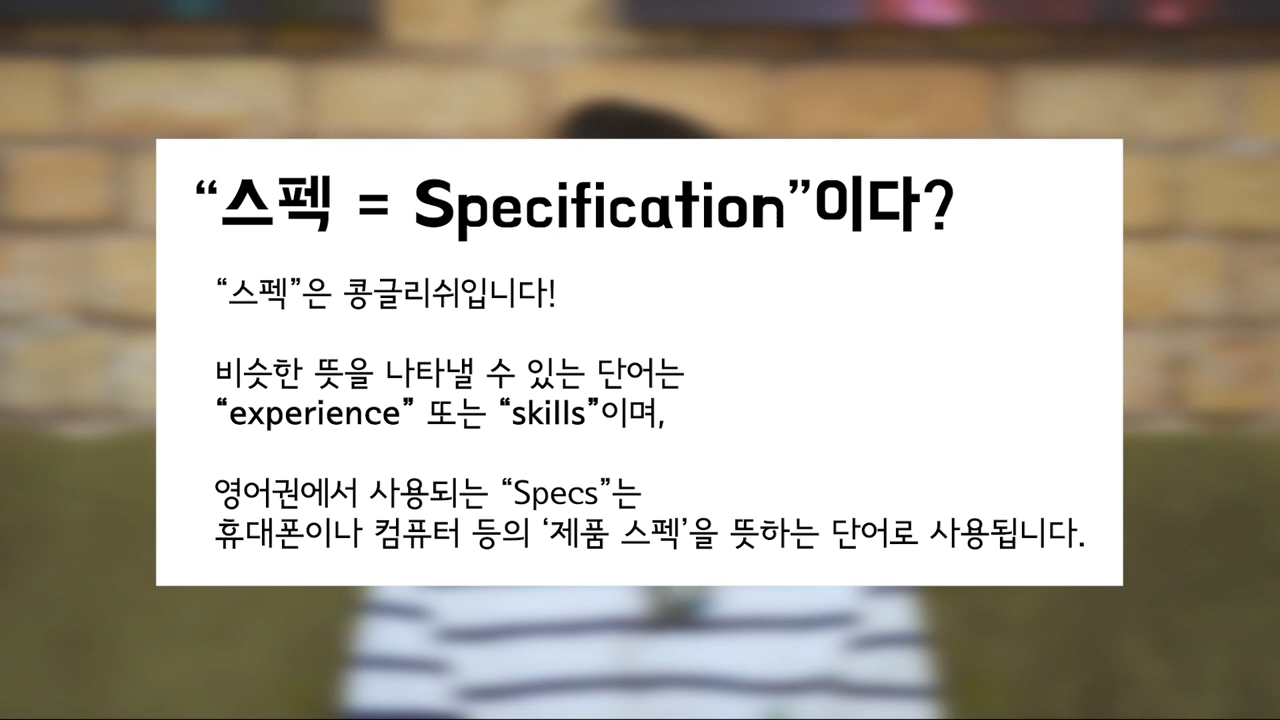 “스펙 = Specification”이다?
“스펙”은 콩글리쉬입니다!
비슷한 뜻을 나타낼 수 있는 단어는
“experience” 또는 “skills”이며,
영어권에서 사용되는 “Specs”는
휴대폰이나 컴퓨터 등의 ‘제품 스펙’을 뜻하는 단어로 사용됩니다.